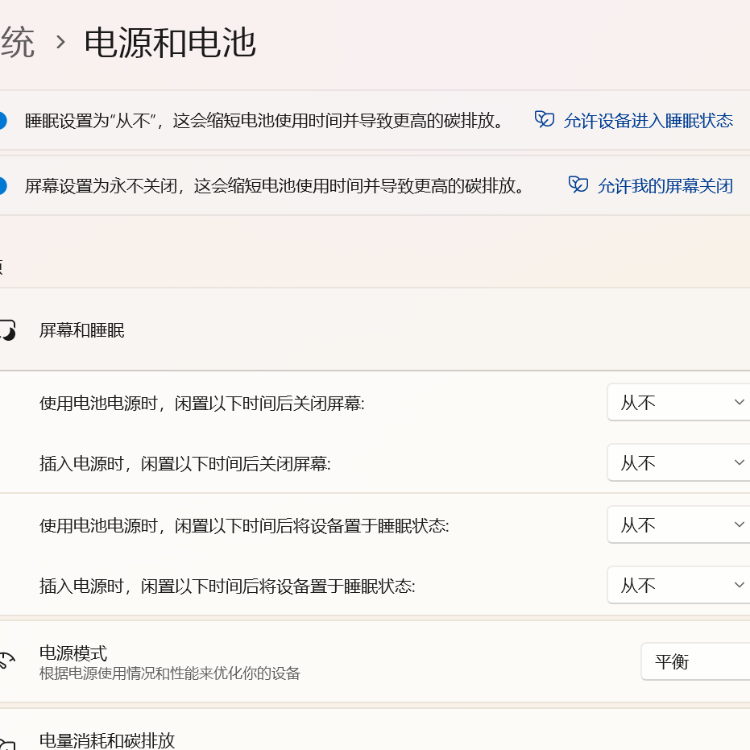 统 › 电源和电池
睡眠设置为“从不”，这会缩短电池使用时间并导致更高的碳排放。 允许设备进入睡眠状态
屏幕设置为永不关闭，这会缩短电池使用时间并导致更高的碳排放。 允许我的屏幕关闭
屏幕和睡眠
使用电池电源时，闲置以下时间后关闭屏幕: 从不
插入电源时，闲置以下时间后关闭屏幕: 从不
使用电池电源时，闲置以下时间后将设备置于睡眠状态: 从不
插入电源时，闲置以下时间后将设备置于睡眠状态: 从不
电源模式 平衡
根据电源使用情况和性能来优化你的设备
电量消耗和碳排放